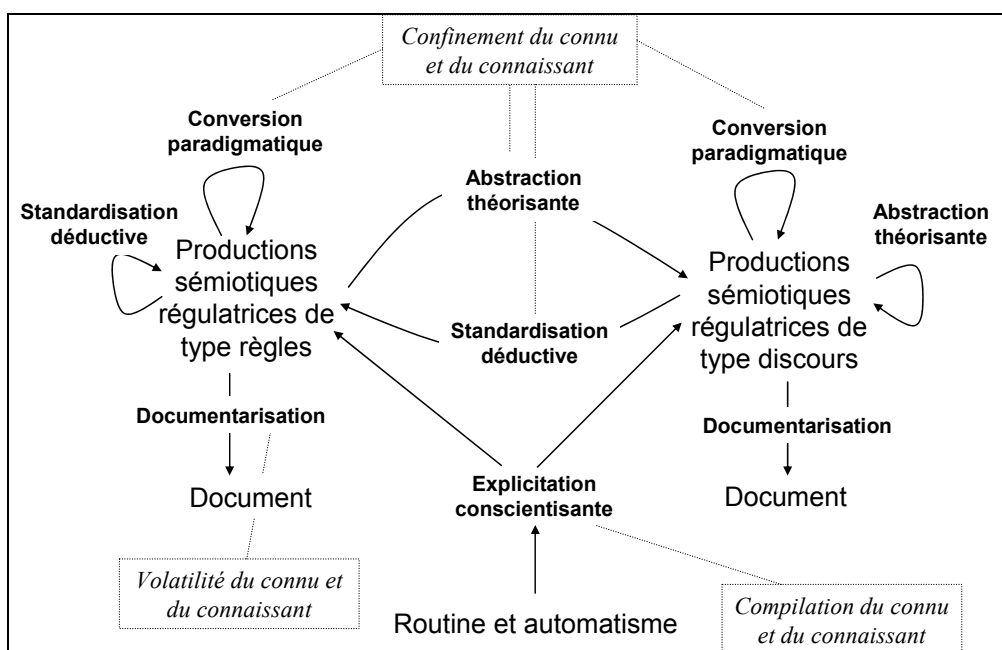 Confinement du connu
et du connaissant
Conversion
paradigmatique
Conversion
paradigmatique
Abstraction
théorisante
Standardisation
déductive
Abstraction
théorisante
Productions
sémiotiques
régulatrices de
type règles
Productions
sémiotiques
régulatrices de
type discours
Standardisation
déductive
Documentarisation
Documentarisation
Explicitation
conscientisante
Document
Document
Volatilité du connu et
du connaissant
Routine et automatisme
Compilation du connu
et du connaissant